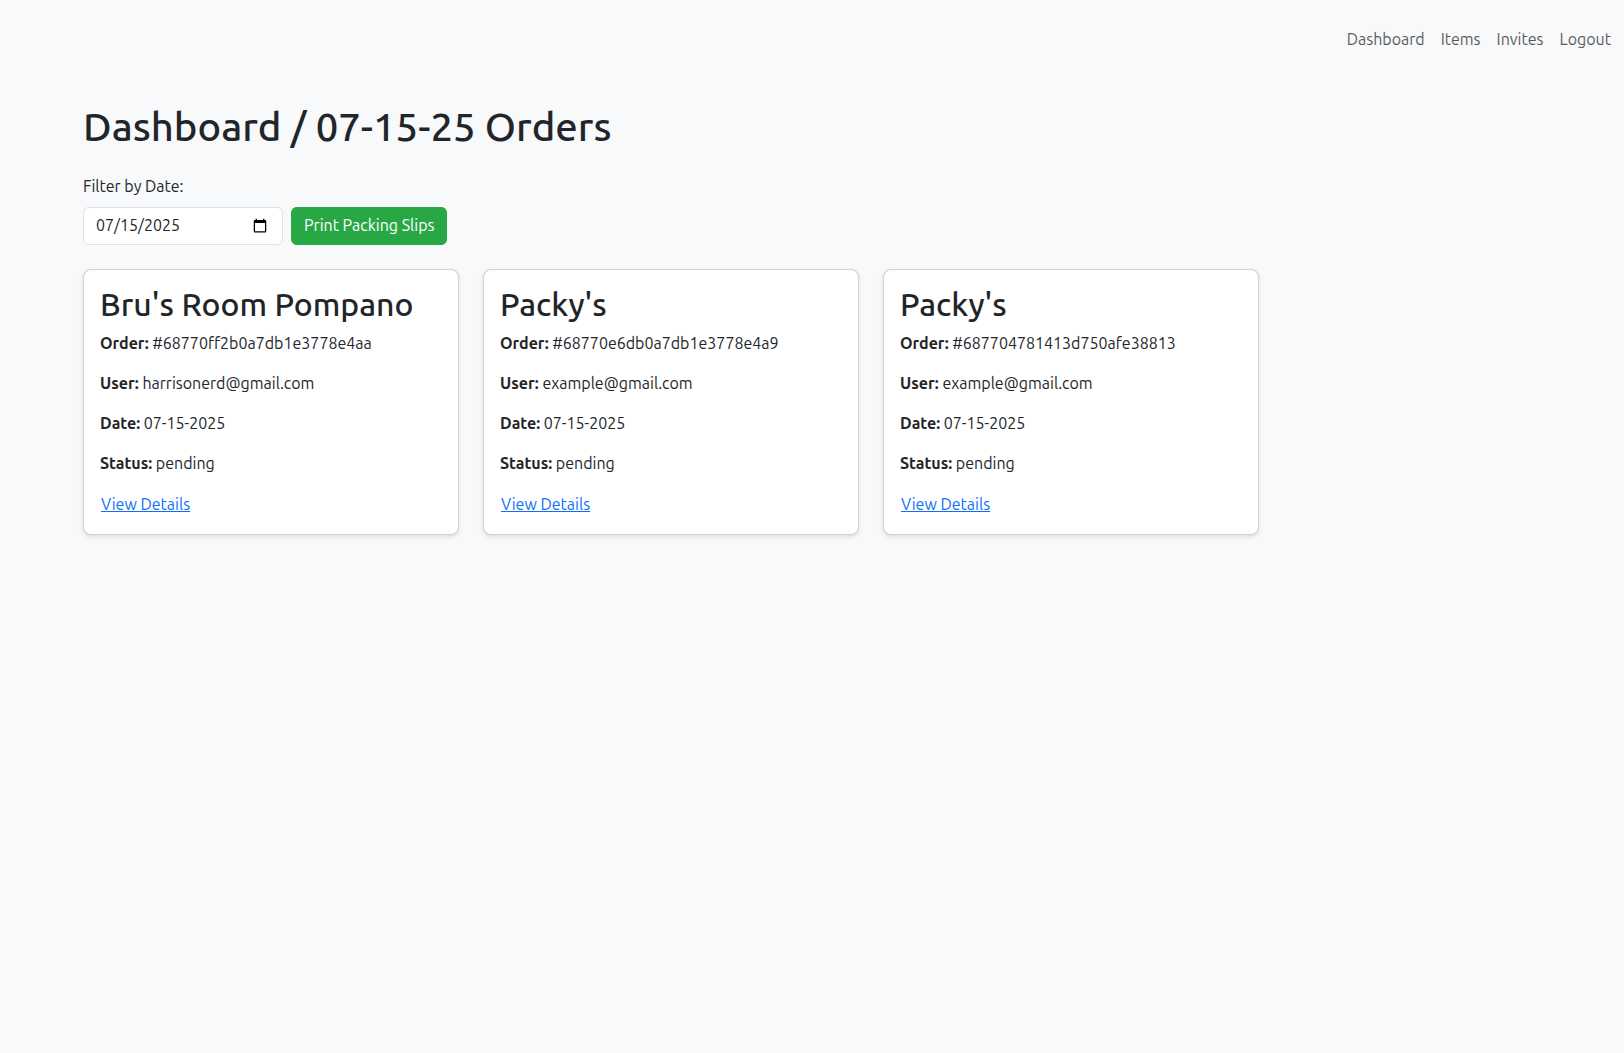 Dashboard Items Invites Logout
Dashboard / 07-15-25 Orders
Filter by Date:
07/15/2025 Print Packing Slips
Bru's Room Pompano
Order: #68770ff2b0a7db1e3778e4aa
User: harrisonerd@gmail.com
Date: 07-15-2025
Status: pending
View Details
Packy's
Order: #68770e6db0a7db1e3778e4a9
User: example@gmail.com
Date: 07-15-2025
Status: pending
View Details
Packy's
Order: #687704781413d750afe38813
User: example@gmail.com
Date: 07-15-2025
Status: pending
View Details